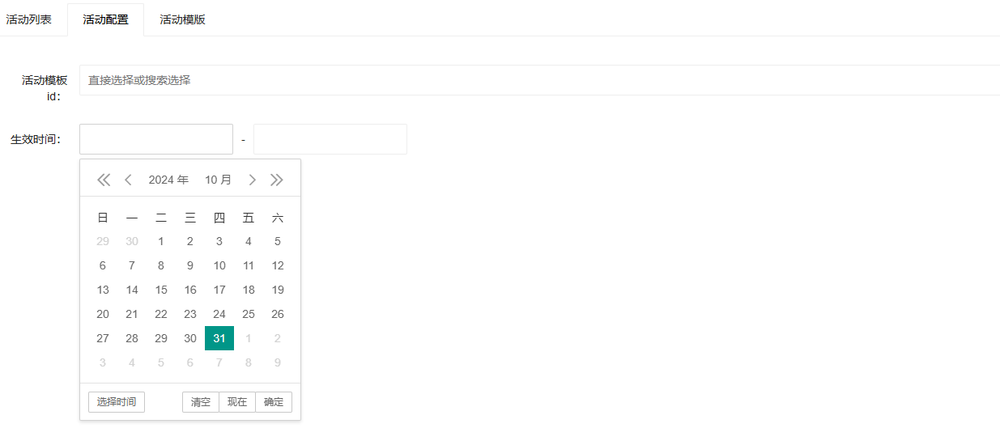 活动列表 活动配置 活动模版
活动模板 直接选择或搜索选择
id：
生效时间： -
2024 年 10 月
日 一 二 三 四 五 六
29 30 1 2 3 4 5
6 7 8 9 10 11 12
13 14 15 16 17 18 19
20 21 22 23 24 25 26
27 28 29 30 31 1 2
3 4 5 6 7 8 9
选择时间 清空 现在 确定